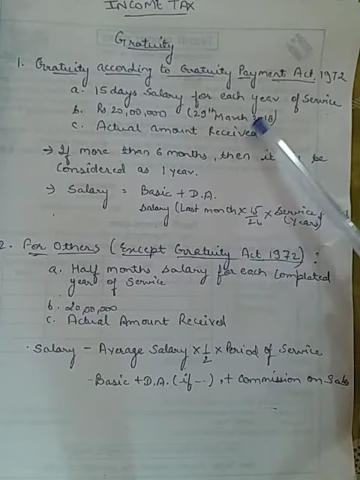 INCOME TAX
Gratuity
1. Gratuity according to Gratuity Payment Act, 1972
a. 15 days Salary for each year of Service
b. Rs 20,00,000 (29th March 2018)
c. Actual amount Received
→ If more than 6 months, then it be
considered as 1 year.
→ Salary = Basic + D.A.
Salary (Last month × 15/26 × Service (Years)
2. For Others (Except Gratuity Act 1972) :
a. Half months salary for each completed
year of Service
b. 20,00,000
c. Actual Amount Received
Salary - Average Salary × 1/2 × Period of Service
- Basic + D.A. (-if--), + Commission on Sales